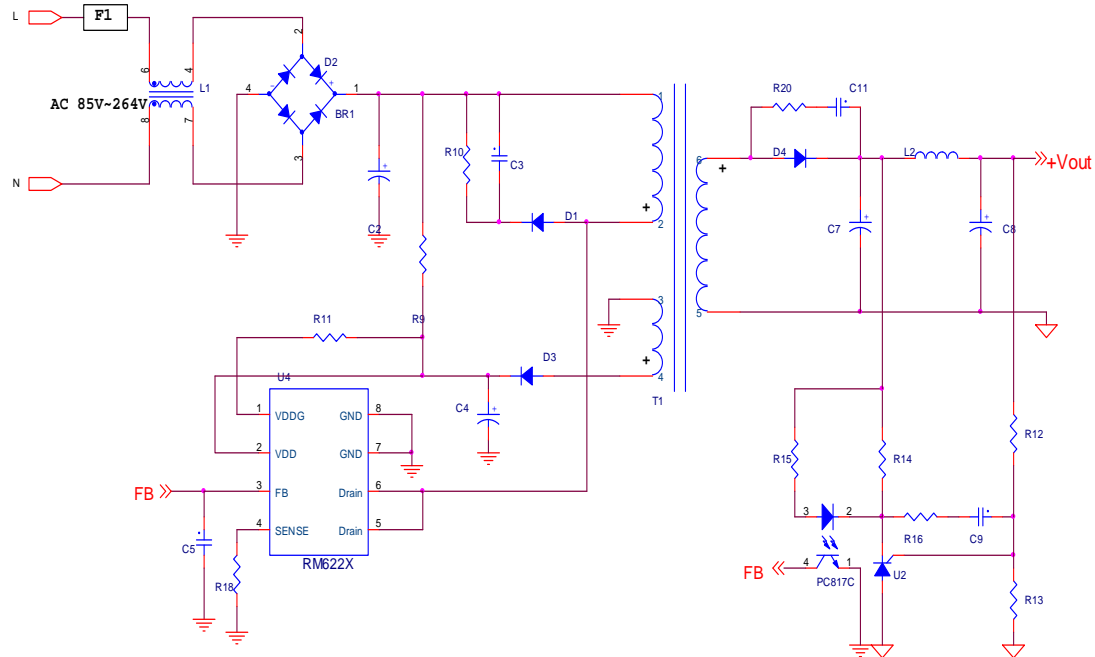 L
F1
2
6
4
D2
L1
4
-
+
1
AC 85V~264V
BR1
8
7
3
N
R10
C3
+
C2
D1
1
+
2
R20
C11
6
+
D4
L2
+Vout
+
C7
+
C8
3
5
+
4
T1
R11
R9
D3
U4
+
C4
1
VDDG
GND
8
2
VDD
GND
7
FB
3
FB
Drain
6
4
SENSE
Drain
5
C5
R18
RM622X
R12
R15
R14
3
2
R16
C9
FB
4
1
PC817C
U2
R13